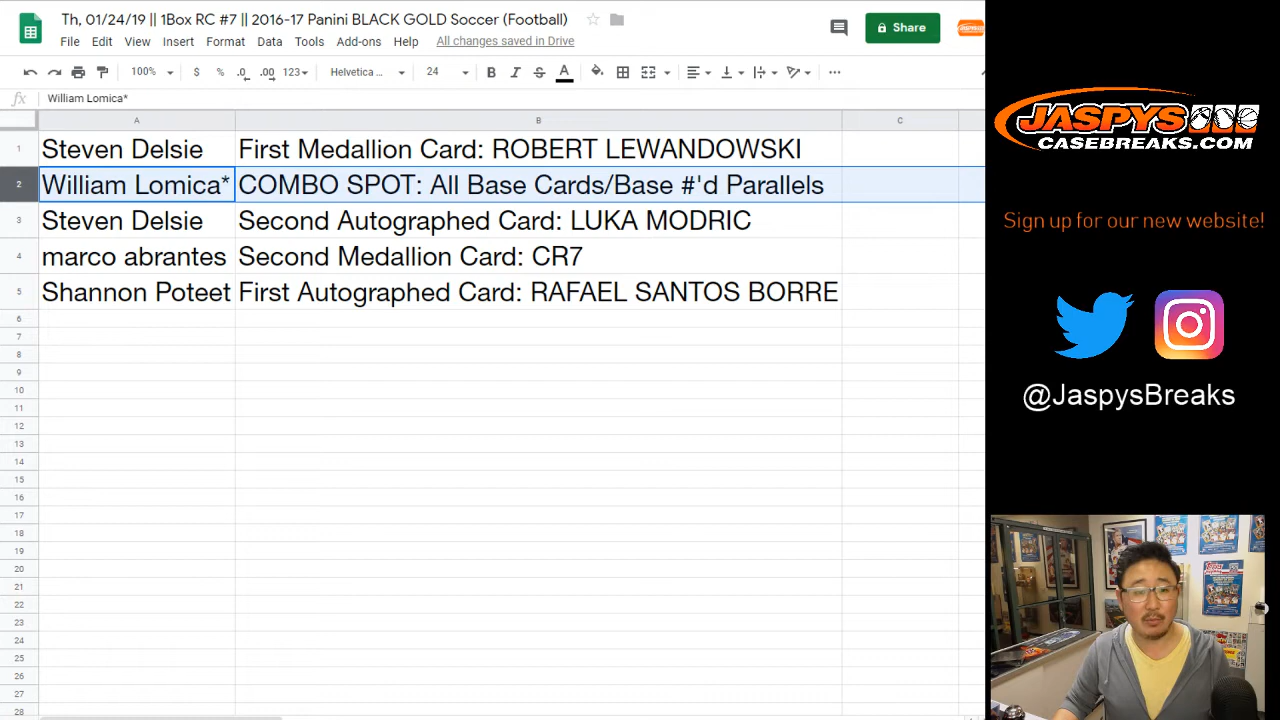 Th, 01/24/19 || 1Box RC #7 || 2016-17 Panini BLACK GOLD Soccer (Football)
File Edit View Insert Format Data Tools Add-ons Help All changes saved in Drive
Share
100% $ % .0 .00 123 Helvetica ... 24 B I S A
fx William Lomica*
A B C
1 Steven Delsie First Medallion Card: ROBERT LEWANDOWSKI
2 William Lomica* COMBO SPOT: All Base Cards/Base #'d Parallels
3 Steven Delsie Second Autographed Card: LUKA MODRIC
4 marco abrantes Second Medallion Card: CR7
5 Shannon Poteet First Autographed Card: RAFAEL SANTOS BORRE
6
7
8
9
10
11
12
13
14
15
16
17
18
19
20
21
22
23
24
25
26
27
28
JASPYS
CASEBREAKS.COM
Sign up for our new website!
@JaspysBreaks